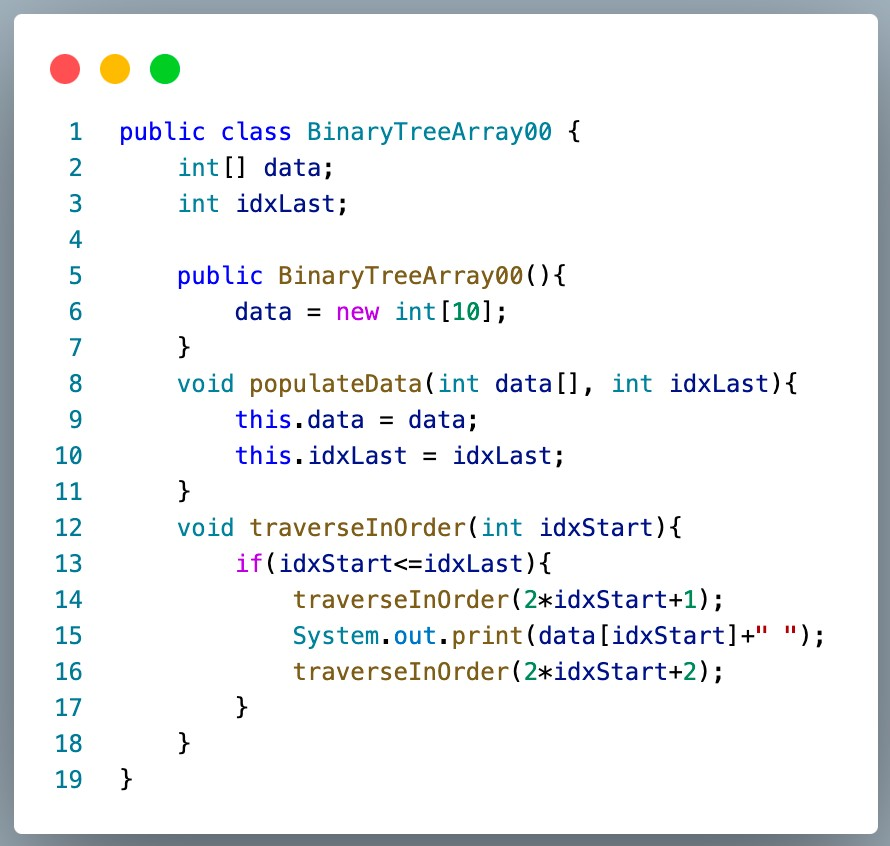 1 public class BinaryTreeArray00 {
2     int[] data;
3     int idxLast;
4
5     public BinaryTreeArray00(){
6         data = new int[10];
7     }
8     void populateData(int data[], int idxLast){
9         this.data = data;
10         this.idxLast = idxLast;
11     }
12     void traverseInOrder(int idxStart){
13         if(idxStart<=idxLast){
14             traverseInOrder(2*idxStart+1);
15             System.out.print(data[idxStart]+" ");
16             traverseInOrder(2*idxStart+2);
17         }
18     }
19 }